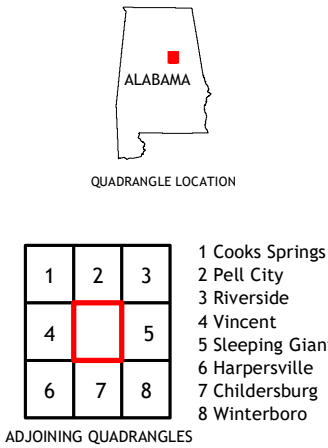 ALABAMA
QUADRANGLE LOCATION
1 2 3
4 5
6 7 8
1 Cooks Springs
2 Pell City
3 Riverside
4 Vincent
5 Sleeping Gian
6 Harpersville
7 Childersburg
8 Winterboro
ADJOINING QUADRANGLES